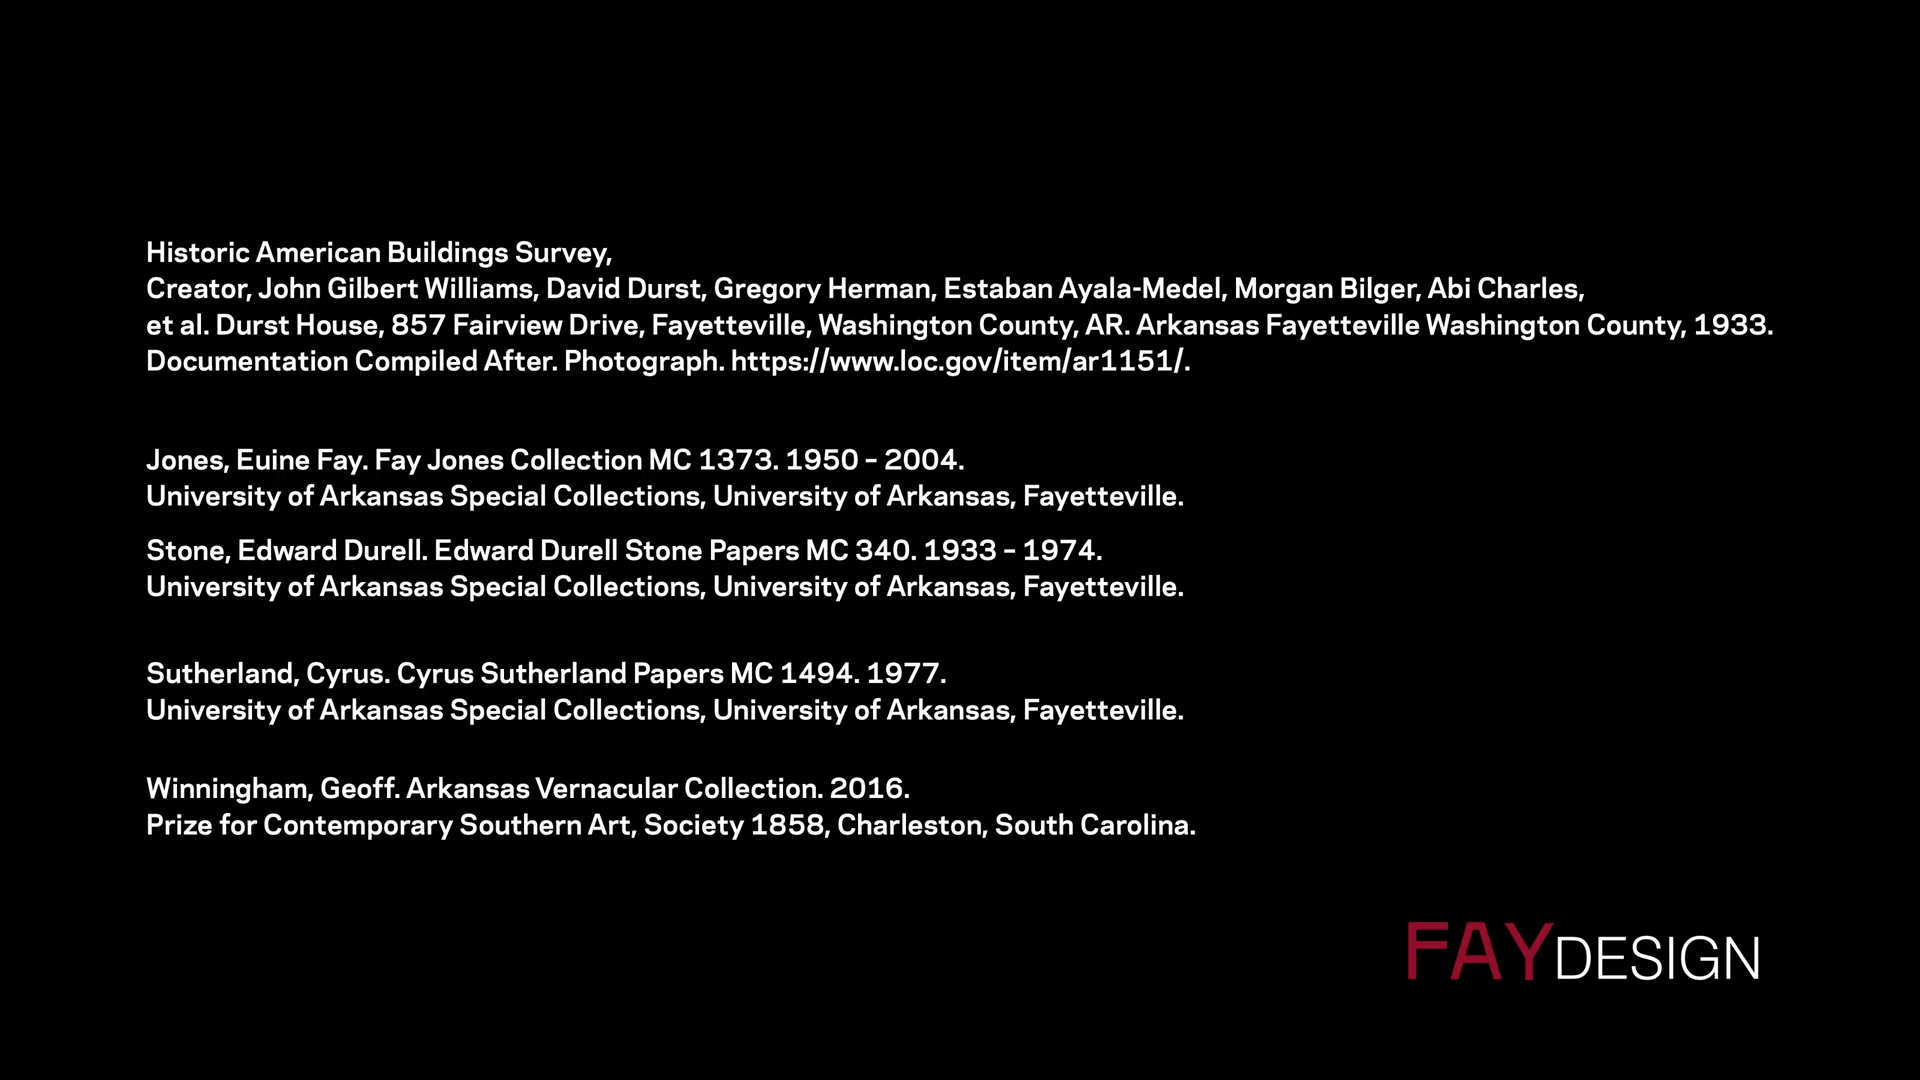 Historic American Buildings Survey,
Creator, John Gilbert Williams, David Durst, Gregory Herman, Estaban Ayala-Medel, Morgan Bilger, Abi Charles,
et al. Durst House, 857 Fairview Drive, Fayetteville, Washington County, AR. Arkansas Fayetteville Washington County, 1933.
Documentation Compiled After. Photograph. https://www.loc.gov/item/ar1151/.
Jones, Euine Fay. Fay Jones Collection MC 1373. 1950 – 2004.
University of Arkansas Special Collections, University of Arkansas, Fayetteville.
Stone, Edward Durell. Edward Durell Stone Papers MC 340. 1933 – 1974.
University of Arkansas Special Collections, University of Arkansas, Fayetteville.
Sutherland, Cyrus. Cyrus Sutherland Papers MC 1494. 1977.
University of Arkansas Special Collections, University of Arkansas, Fayetteville.
Winningham, Geoff. Arkansas Vernacular Collection. 2016.
Prize for Contemporary Southern Art, Society 1858, Charleston, South Carolina.
FAYDESIGN